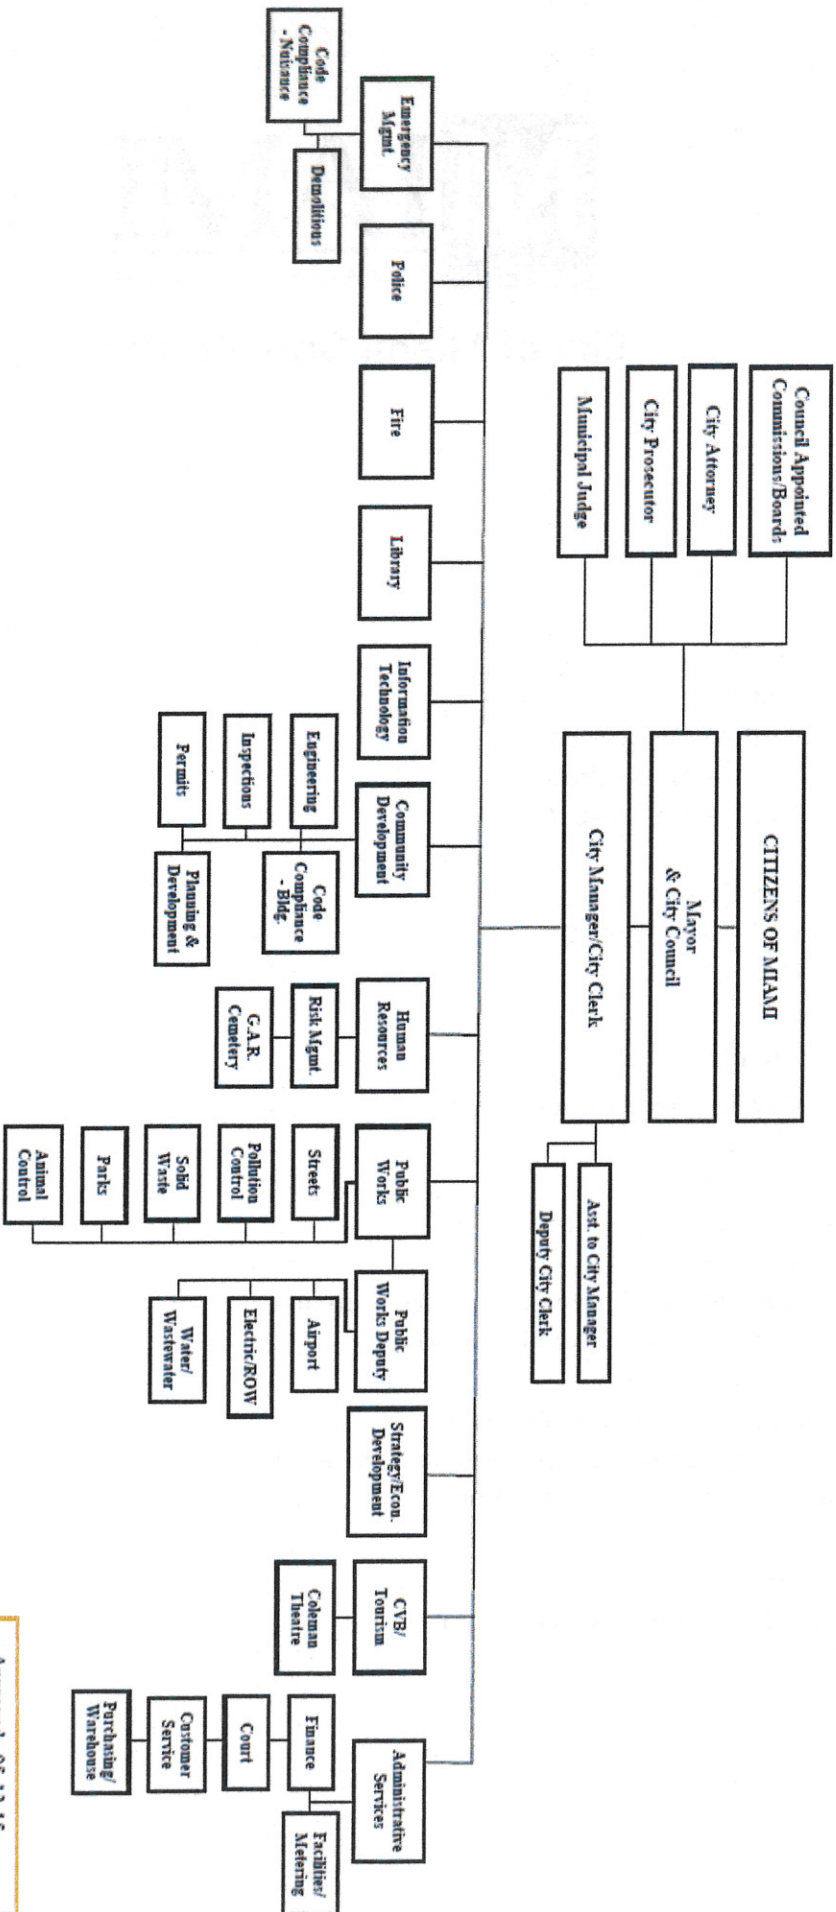 CITIZENS OF MIAMI
Mayor
& City Council
City Manager/City Clerk
Council Appointed
Commissions/Boards
City Attorney
City Prosecutor
Municipal Judge
Asst. to City Manager
Deputy City Clerk
Emergency
Mgmt.
Code
Compliance
- Nuisance
Demolitions
Police
Fire
Library
Information
Technology
Community
Development
Engineering
Code
Compliance
- Bldg.
Inspections
Permits
Planning &
Development
Human
Resources
Risk Mgmt.
G.A.R.
Cemetery
Public
Works
Streets
Pollution
Control
Solid
Waste
Parks
Animal
Control
Public
Works Deputy
Airport
Electric/ROW
Water/
Wastewater
Strategy/Econ.
Development
CVB/
Tourism
Coleman
Theatre
Administrative
Services
Finance
Facilities/
Metering
Court
Customer
Service
Purchasing/
Warehouse